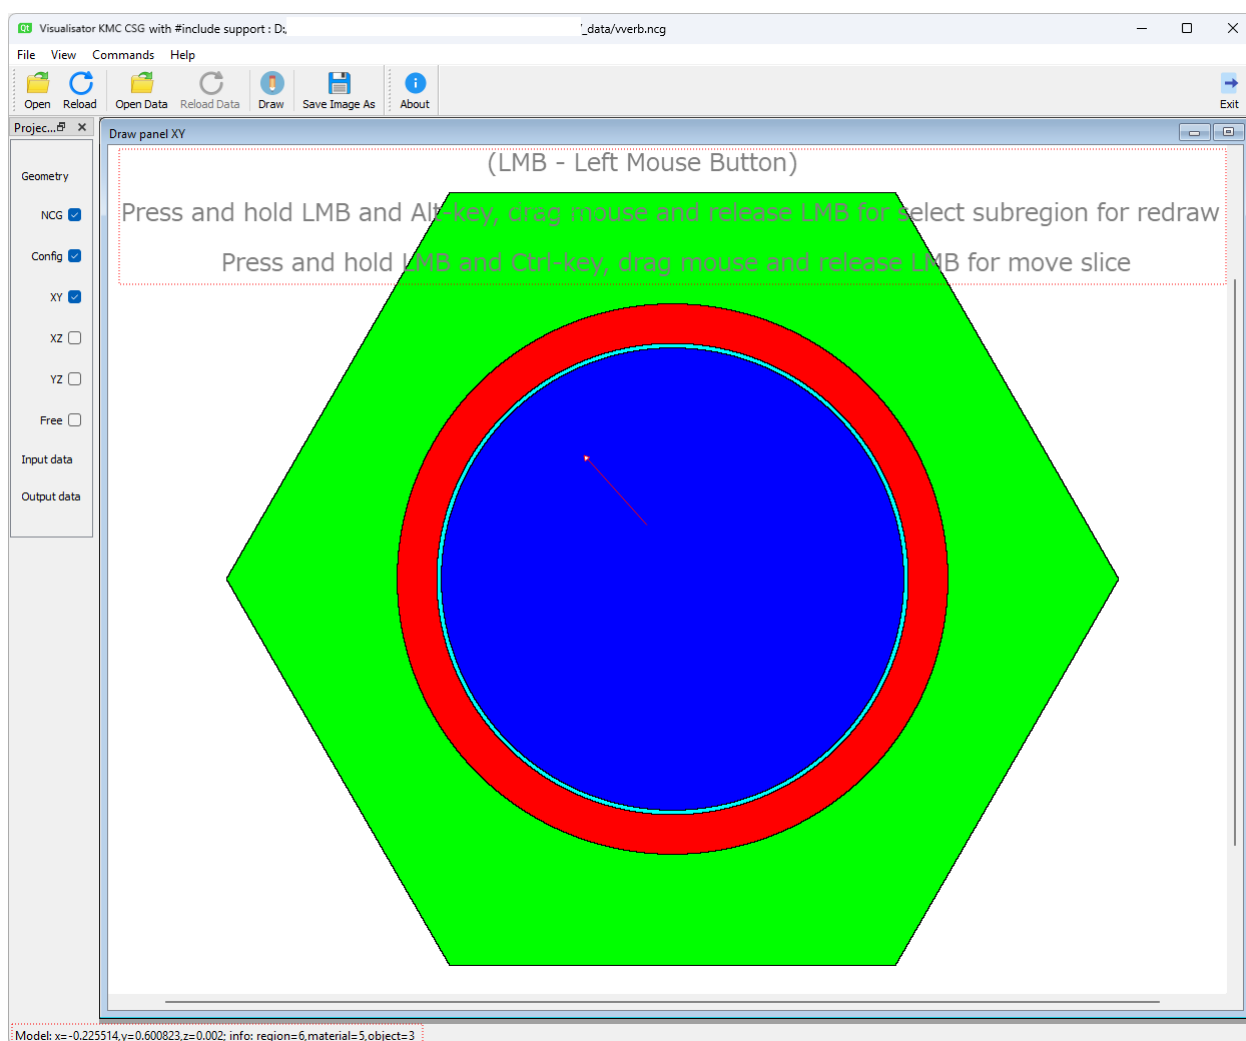 Visualisator KMC CSG with #include support : D:, '_data/vverb.ncg
File View Commands Help
Open Reload Open Data Reload Data Draw Save Image As About Exit
Projec...
Draw panel XY
Geometry
NCG
Config
XY
XZ
YZ
Free
Input data
Output data
(LMB - Left Mouse Button)
Press and hold LMB and Alt-key, drag mouse and release LMB for select subregion for redraw
Press and hold LMB and Ctrl-key, drag mouse and release LMB for move slice
Model: x=-0.225514,y=0.600823,z=0.002; info: region=6,material=5,object=3